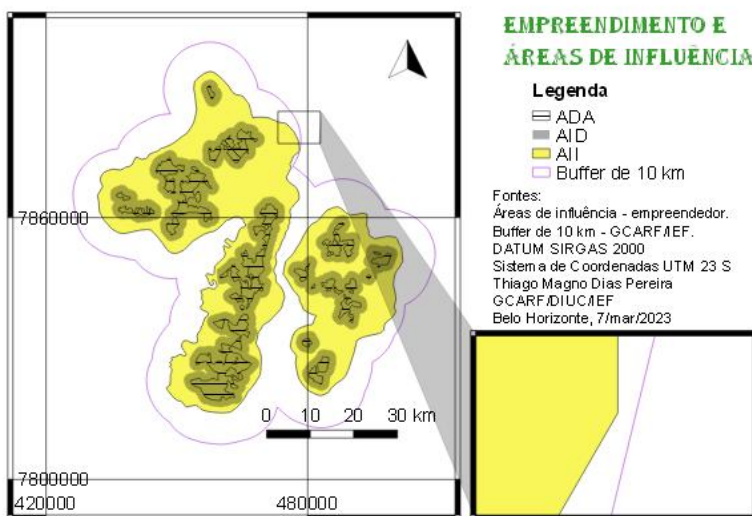 EMPREENDIMENTO E
ÁREAS DE INFLUÊNCIA
Legenda
ADA
AID
AII
Buffer de 10 km
Fontes:
Áreas de influência - empreendedor.
Buffer de 10 km - GCARF/IEF.
DATUM SIRGAS 2000
Sistema de Coordenadas UTM 23 S
Thiago Magno Dias Pereira
GCARF/DIUC/IEF
Belo Horizonte, 7/mar/2023
7860000
0 10 20 30 km
7800000
420000 480000